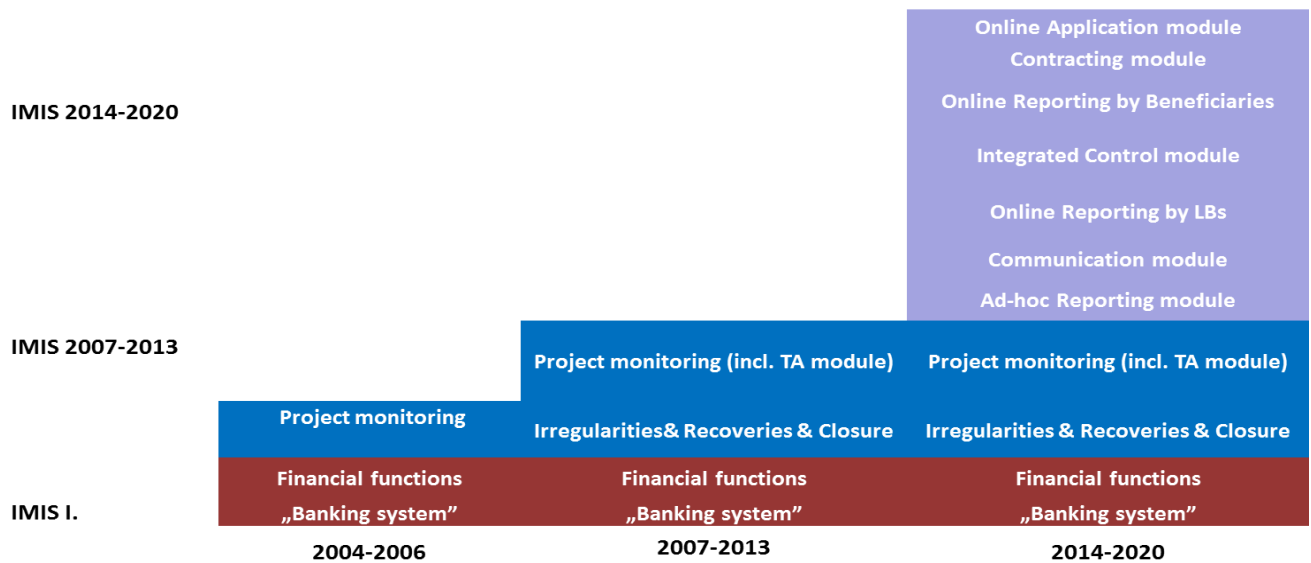 Online Application module
Contracting module
IMIS 2014-2020
Online Reporting by Beneficiaries
Integrated Control module
Online Reporting by LBs
Communication module
Ad-hoc Reporting module
IMIS 2007-2013
Project monitoring (incl. TA module)
Project monitoring (incl. TA module)
Project monitoring
Irregularities& Recoveries & Closure
Irregularities & Recoveries & Closure
Financial functions
Financial functions
Financial functions
IMIS I.
„Banking system”
„Banking system”
„Banking system”
2004-2006
2007-2013
2014-2020